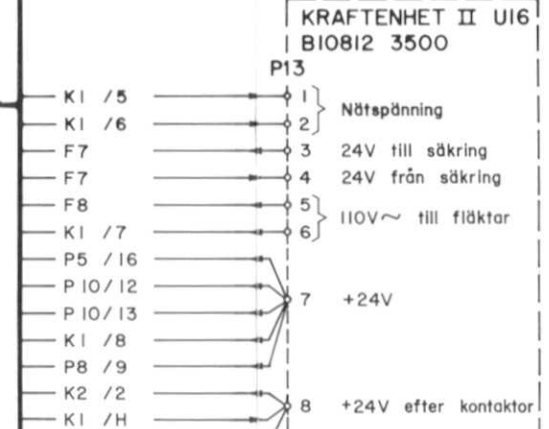 KRAFTENHET II U16
B10812 3500
P13
K1 /5 1
Nätspänning
K1 /6 2
F7 3 24V till säkring
F7 4 24V från säkring
F8 5
110V~ till fläktar
K1 /7 6
P5 /16
P10/12
7 +24V
P10/13
K1 /8
P8 /9
K2 /2
8 +24V efter kontaktor
K1 /H